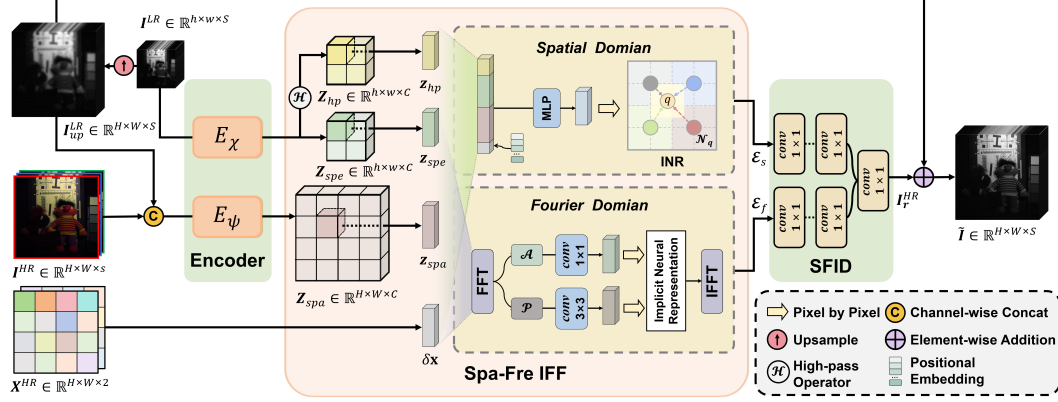 I^{LR} ∈ ℝ^{h×w×S}
I^{LR}_{up} ∈ ℝ^{H×W×S}
I^{HR} ∈ ℝ^{H×W×s}
X^{HR} ∈ ℝ^{H×W×2}
C
E_χ
E_ψ
Encoder
ℋ
Z_{hp} ∈ ℝ^{h×w×C}
Z_{spe} ∈ ℝ^{h×w×C}
Z_{spa} ∈ ℝ^{H×W×C}
z_{hp}
z_{spe}
z_{spa}
δx
Spa-Fre IFF
Spatial Domian
MLP
q
𝒩_q
INR
Fourier Domian
FFT
𝒜
conv
1×1
𝒫
conv
3×3
Implicit Neural
Representation
IFFT
ℰ_s
ℰ_f
conv
1 × 1
conv
1 × 1
conv
1 × 1
conv
1 × 1
conv
1 × 1
SFID
I^{HR}_r
Ĩ ∈ ℝ^{H×W×S}
Pixel by Pixel
C Channel-wise Concat
Upsample
Element-wise Addition
ℋ High-pass
Operator
Positional
Embedding